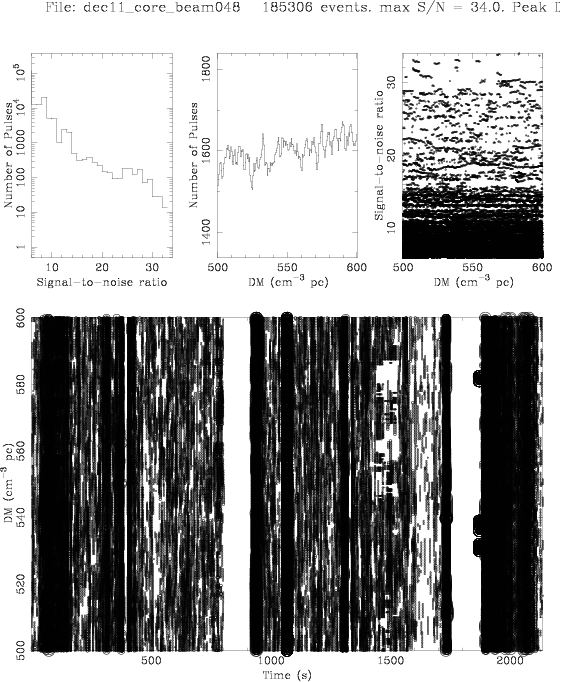 File: dec11_core_beam048 185306 events. max S/N = 34.0. Peak D
Number of Pulses
1 10 100 1000 10⁴ 10⁵
10 20 30
Signal-to-noise ratio
Number of Pulses
1400 1600 1800
500 550 600
DM (cm⁻³ pc)
Signal-to-noise ratio
10 20 30
500 550 600
DM (cm⁻³ pc)
DM (cm⁻³ pc)
500 520 540 560 580 600
500 1000 1500 2000
Time (s)